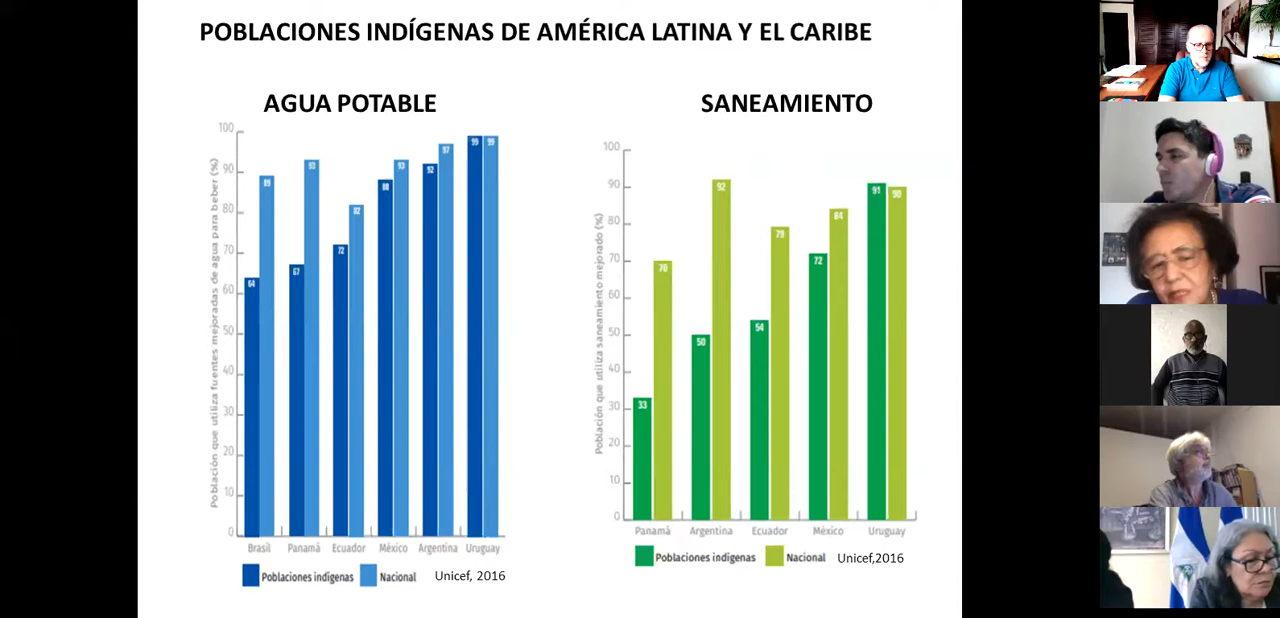 POBLACIONES INDÍGENAS DE AMÉRICA LATINA Y EL CARIBE
AGUA POTABLE
Población que utiliza fuentes mejoradas de agua para beber (%)
100
90
80
70
60
50
40
30
20
10
0
64
89
67
93
72
82
88
93
92
97
99
99
Brasil
Panamá
Ecuador
México
Argentina
Uruguay
Poblaciones indígenas
Nacional
Unicef, 2016
SANEAMIENTO
Población que utiliza saneamiento mejorado (%)
100
90
80
70
60
50
40
30
20
10
0
33
70
50
92
54
79
72
84
91
90
Panamá
Argentina
Ecuador
México
Uruguay
Poblaciones indígenas
Nacional
Unicef,2016